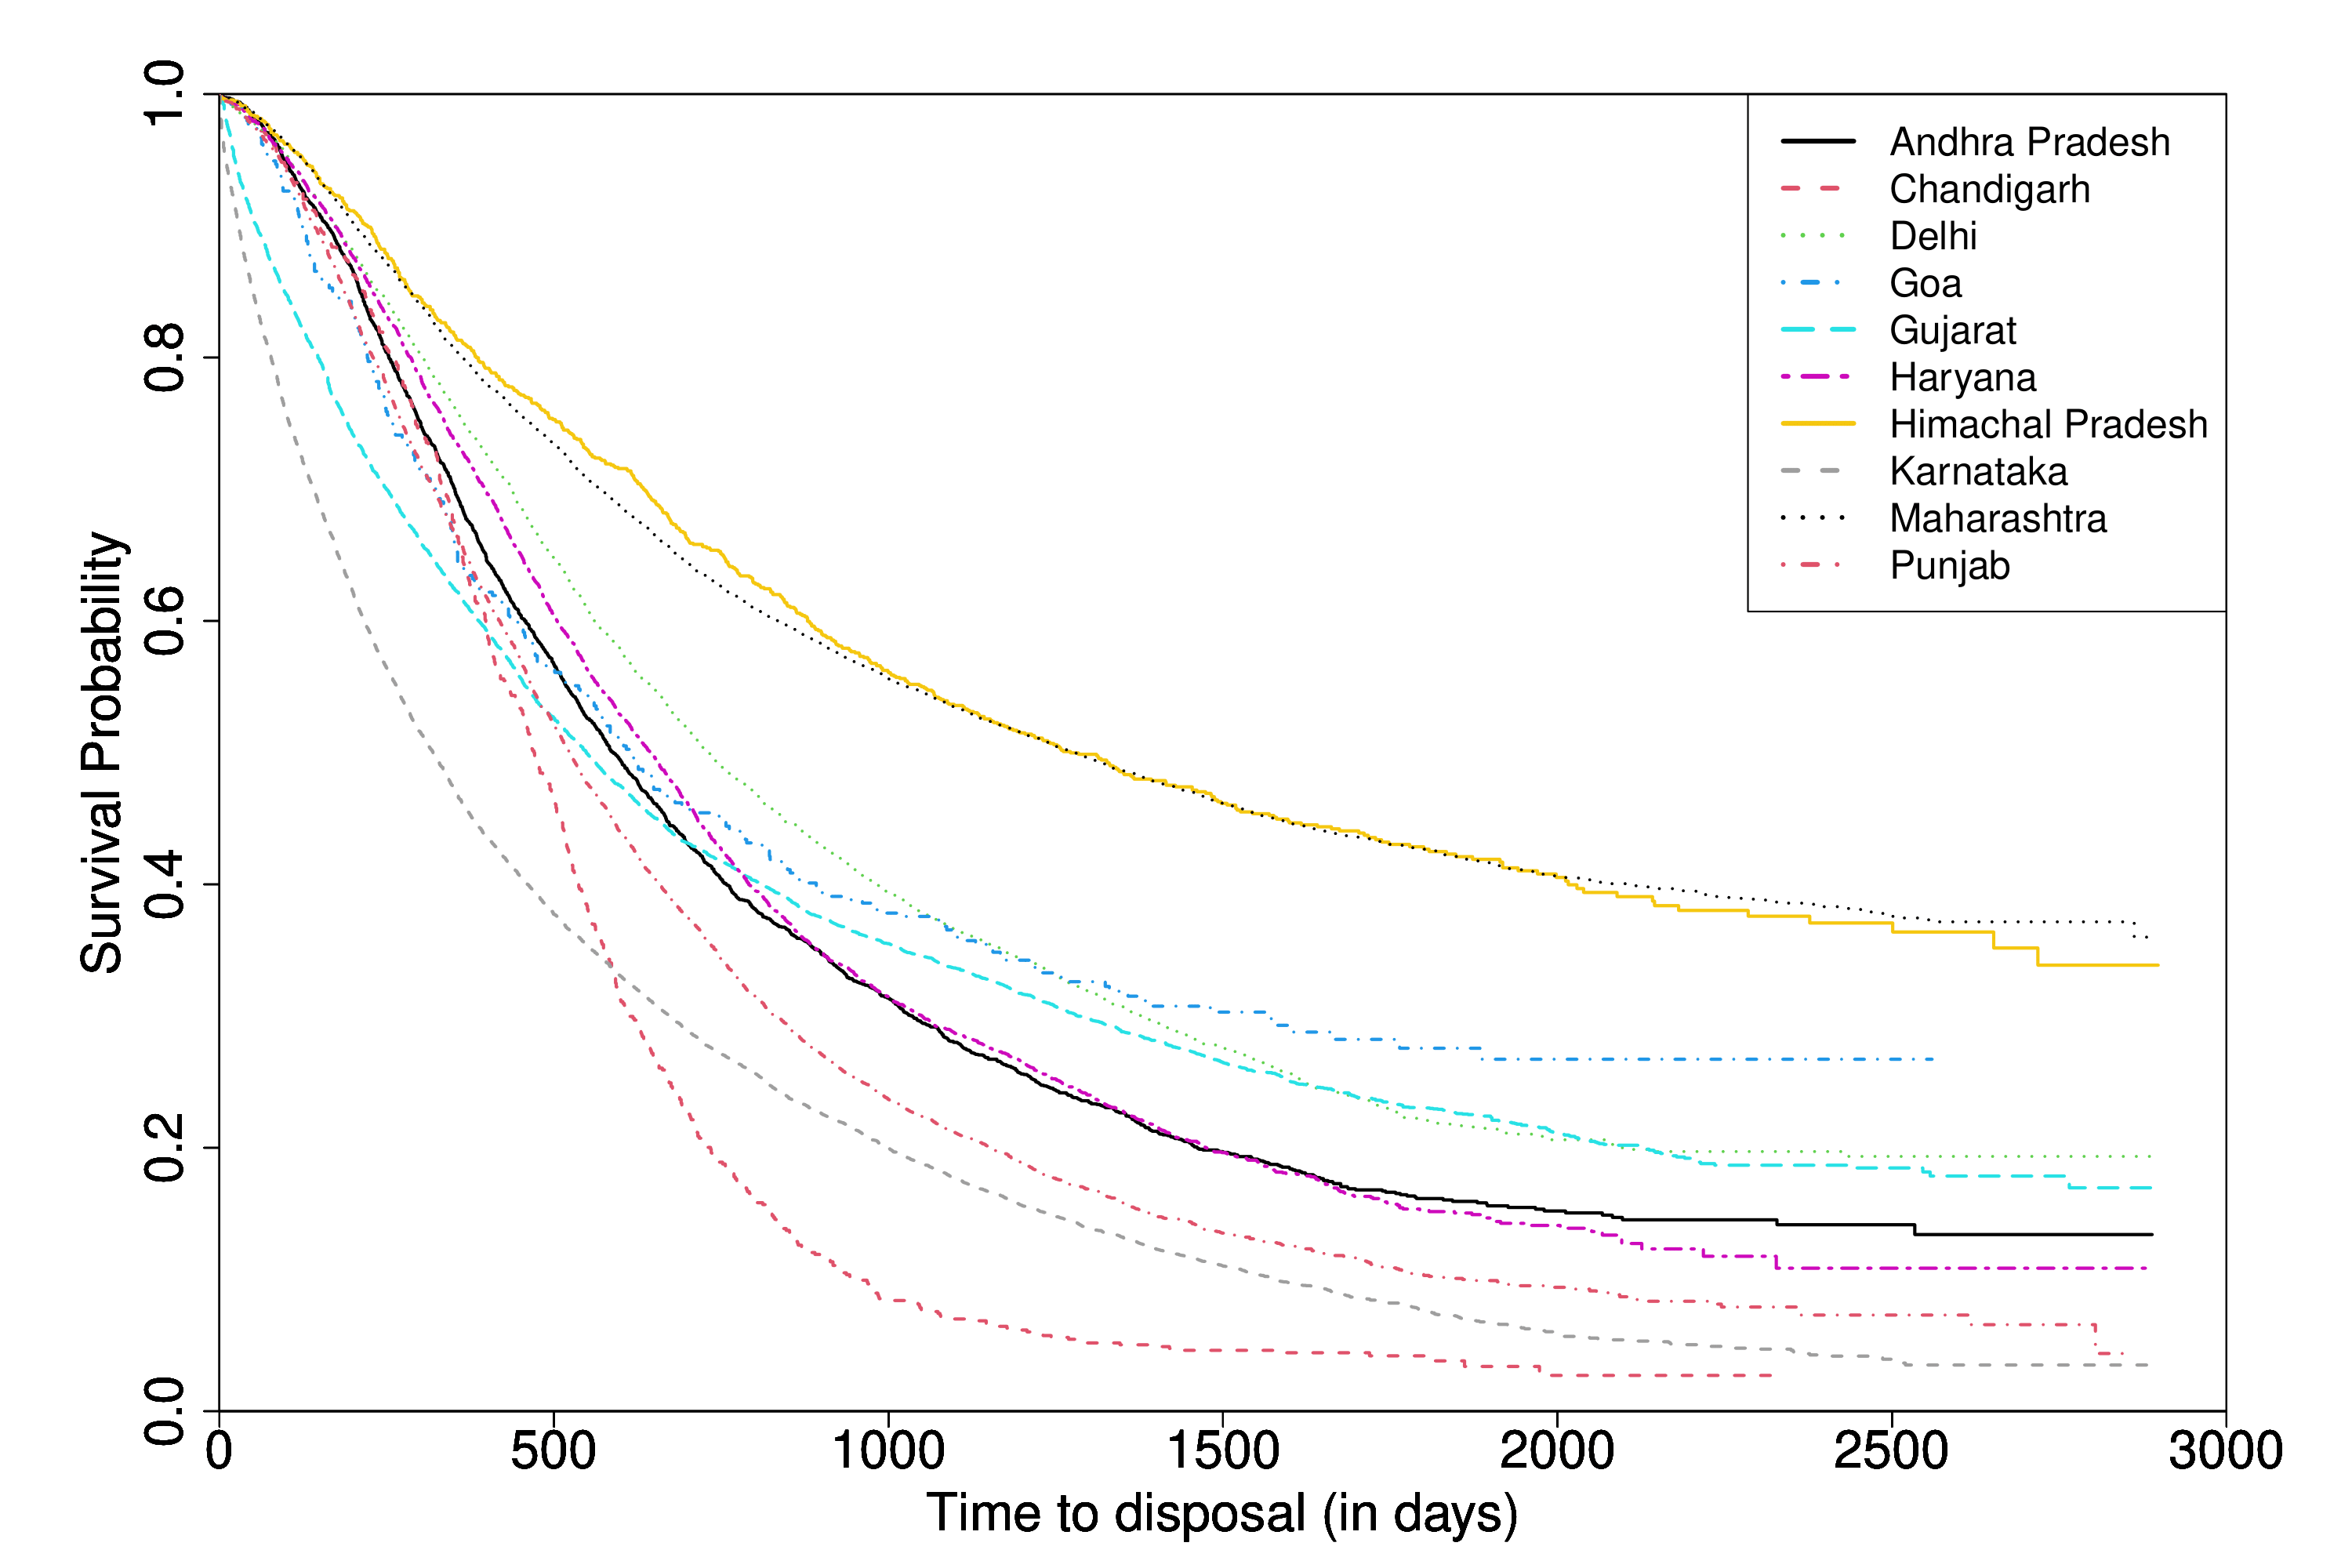 Survival Probability
1.0
0.8
0.6
0.4
0.2
0.0
Andhra Pradesh
Chandigarh
Delhi
Goa
Gujarat
Haryana
Himachal Pradesh
Karnataka
Maharashtra
Punjab
0 500 1000 1500 2000 2500 3000
Time to disposal (in days)